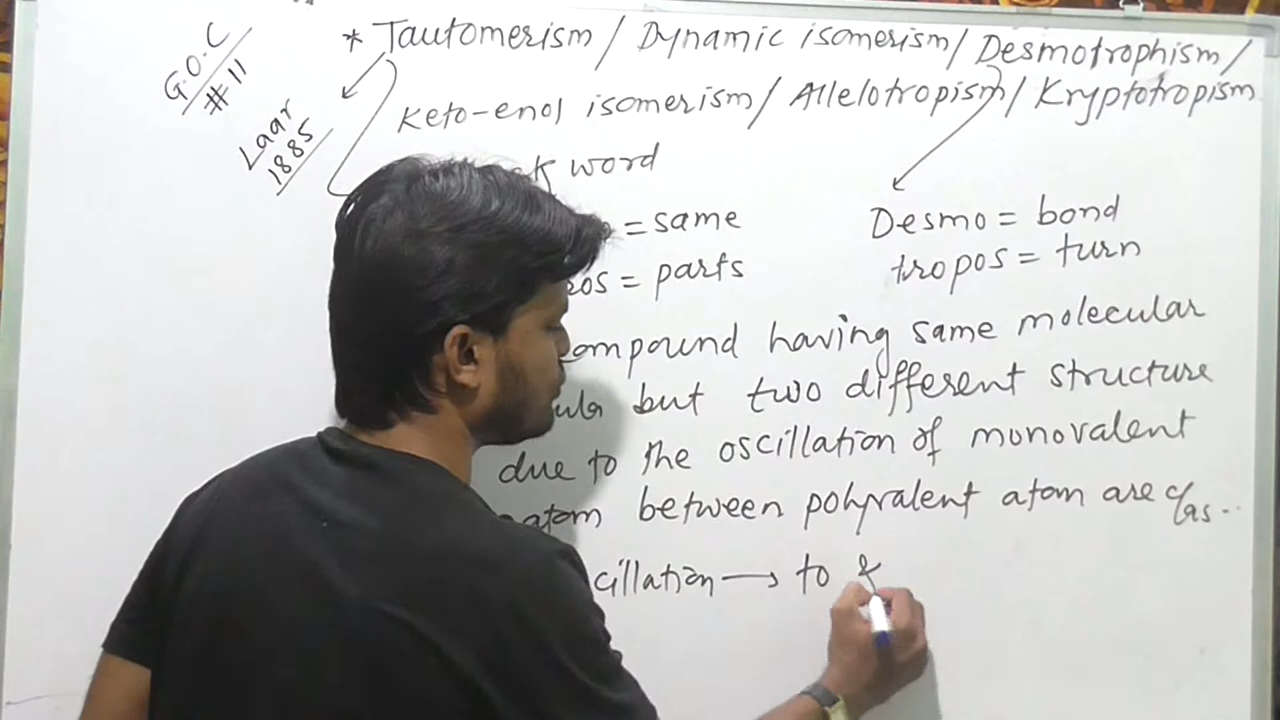 G.O.C
#11
Laar
1885
* Tautomerism / Dynamic isomerism / Desmotrophism /
Keto-enol isomerism / Allelotropism / Kryptotropism
word
= same
= parts
Desmo = bond
tropos = turn
compound having same molecular
but two different structure
due to the oscillation of monovalent
atom between polyvalent atom are c/as..
cillation → to &